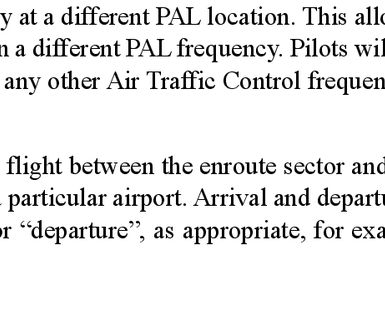 y at a different PAL location. This allo
n a different PAL frequency. Pilots wil
any other Air Traffic Control frequen
flight between the enroute sector and
particular airport. Arrival and departu
or “departure”, as appropriate, for exa